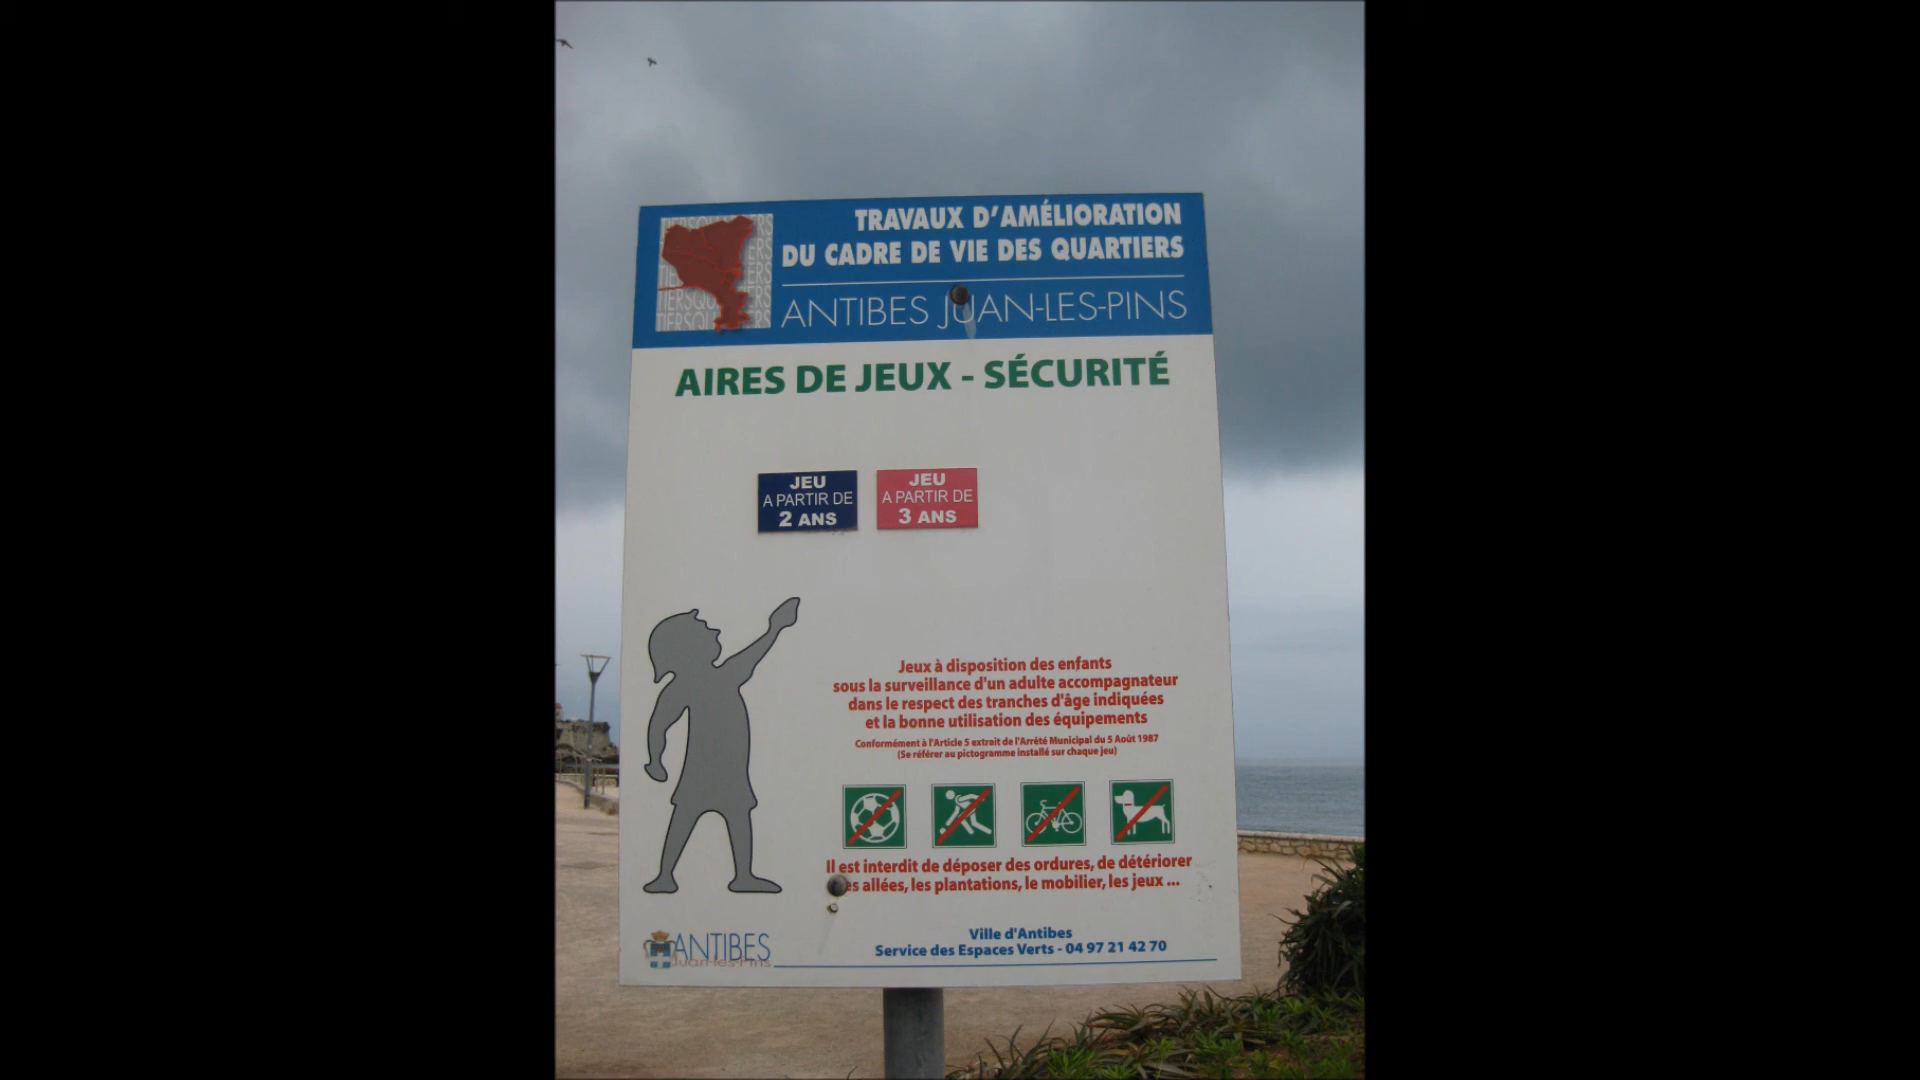 TRAVAUX D'AMÉLIORATION
DU CADRE DE VIE DES QUARTIERS
ANTIBES JUAN-LES-PINS
AIRES DE JEUX - SÉCURITÉ
JEU
A PARTIR DE
2 ANS
JEU
A PARTIR DE
3 ANS
Jeux à disposition des enfants
sous la surveillance d'un adulte accompagnateur
dans le respect des tranches d'âge indiquées
et la bonne utilisation des équipements
Conformément à l'Article 5 extrait de l'Arrêté Municipal du 5 Août 1987
(Se référer au pictogramme installé sur chaque jeu)
Il est interdit de déposer des ordures, de détériorer
les allées, les plantations, le mobilier, les jeux ...
ANTIBES
Juan-les-Pins
Ville d'Antibes
Service des Espaces Verts - 04 97 21 42 70